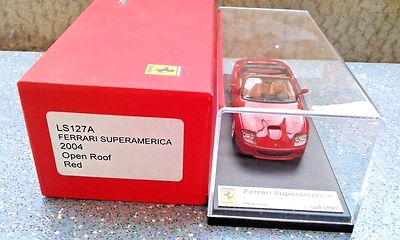 LS127A
FERRARI SUPERAMERICA
2004
Open Roof
Red
Ferrari Superamerica